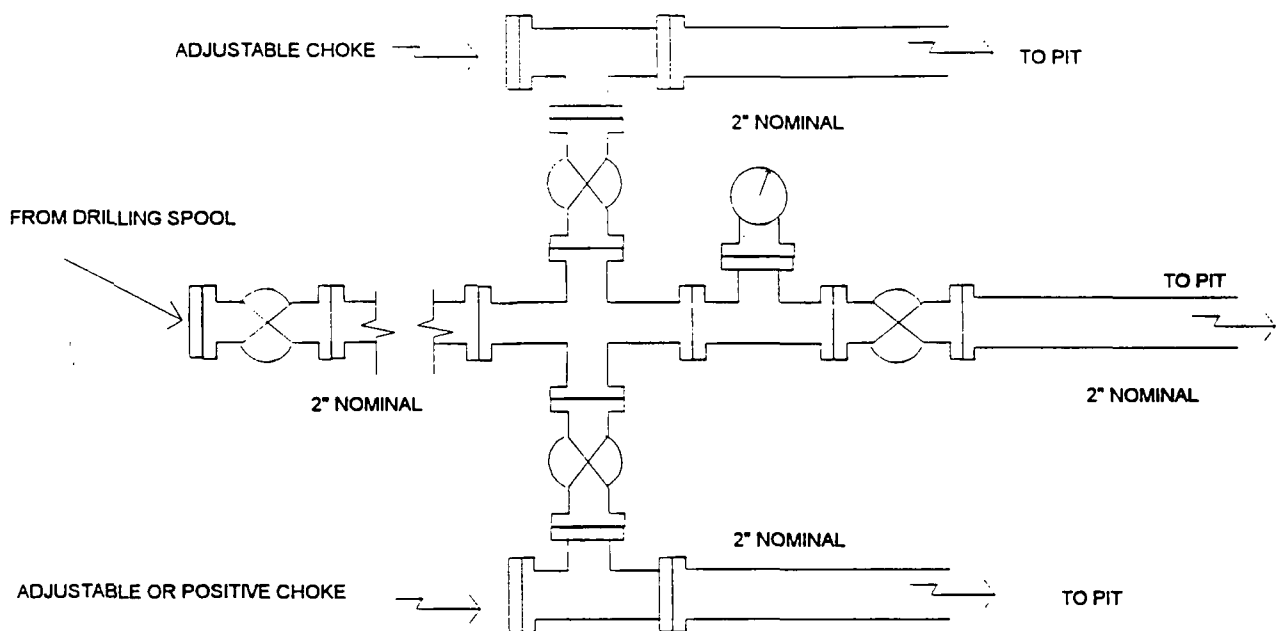 ADJUSTABLE CHOKE
TO PIT
2" NOMINAL
FROM DRILLING SPOOL
TO PIT
2" NOMINAL
2" NOMINAL
2" NOMINAL
ADJUSTABLE OR POSITIVE CHOKE
TO PIT